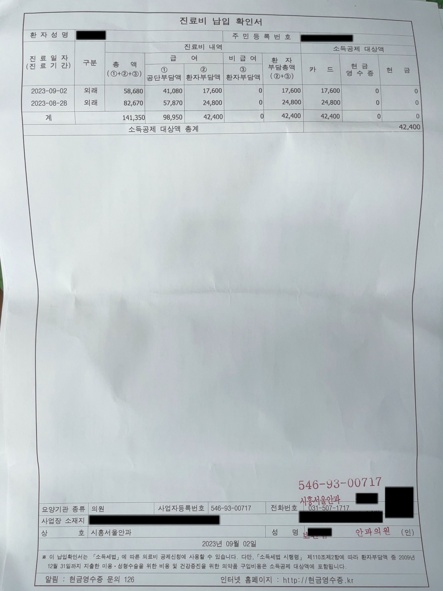 진료비 납입 확인서
환 자 성 명
주 민 등 록 번 호
진 료 일 자
(진 료 기 간)
구분
진료비 내역
소득공제 대상액
총 액
(①+②+③)
급 여
비 급 여
환 자
부담총액
(②+③)
카 드
현 금
영 수 증
현 금
①
공단부담액
②
환자부담액
③
환자부담액
2023-09-02 외래 58,680 41,080 17,600 0 17,600 17,600 0 0
2023-08-28 외래 82,670 57,870 24,800 0 24,800 24,800 0 0
계 141,350 98,950 42,400 0 42,400 42,400 0 0
소득공제 대상액 총계 42,400
546-93-00717
시흥서울안과
요양기관 종류 의원 사업자등록번호 546-93-00717 전화번호 031-507-1717
사업장 소재지
상 호 시흥서울안과 성 명 안과의원 (인)
2023년 09월 02일
※ 이 납입확인서는 「소득세법」에 따른 의료비 공제신청에 사용할 수 있습니다. 다만, 「소득세법 시행령」 제110조제2항에 따라 환자부담액 중 2009년
12월 31일까지 지출한 미용·성형수술을 위한 비용 및 건강증진을 위한 의약품 구입비용은 소득공제 대상액에 포함됩니다.
알림 : 현금영수증 문의 126 인터넷 홈페이지 : http://현금영수증.kr